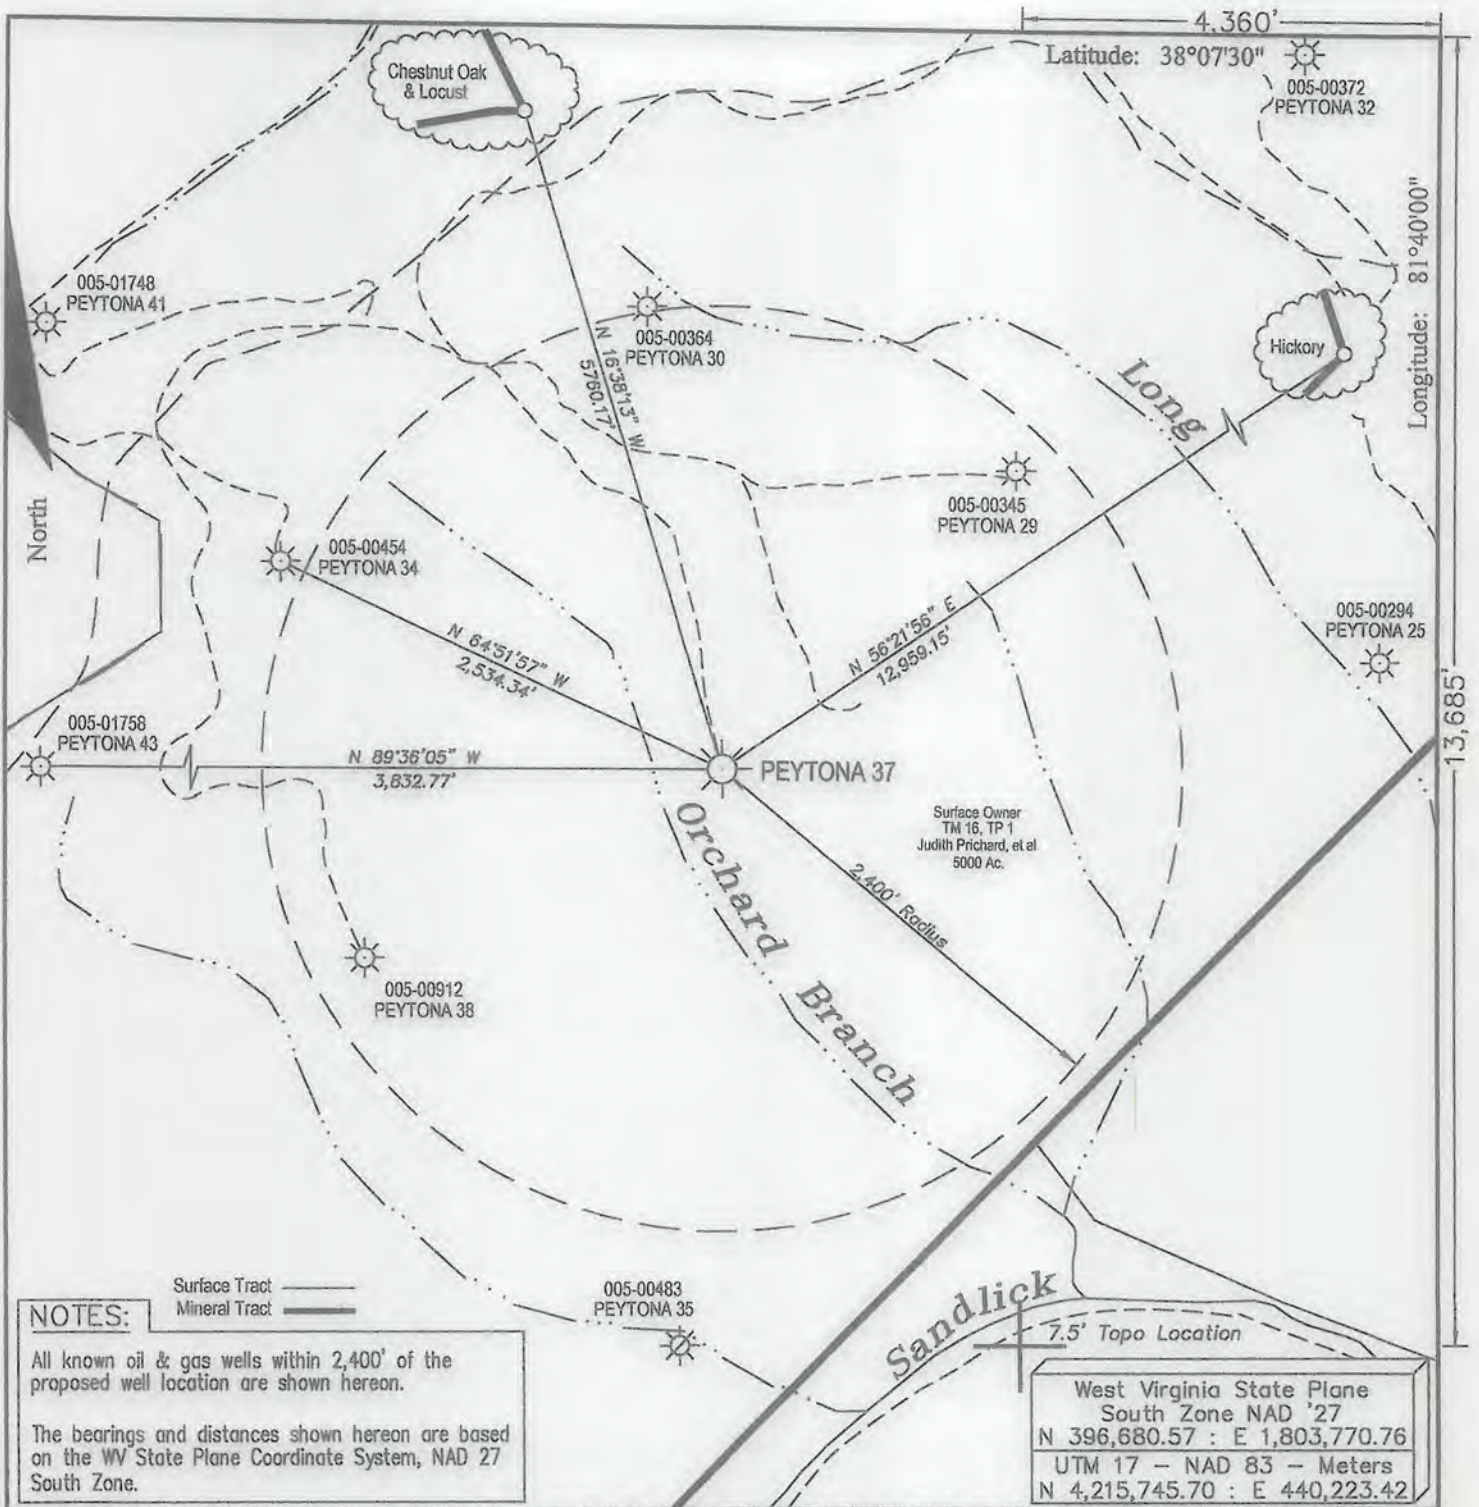 4,360'
Latitude: 38°07'30"
005-00372
PEYTONA 32
Chestnut Oak
& Locust
Longitude: 81°40'00"
005-01748
PEYTONA 41
005-00364
PEYTONA 30
N 16°38'13" W
5760.17'
Hickory
Long
North
005-00345
PEYTONA 29
005-00454
PEYTONA 34
N 64°51'57" W
2,534.34'
N 56°21'56" E
12,959.15'
005-00294
PEYTONA 25
13,685'
005-01758
PEYTONA 43
N 89°36'05" W
3,832.77'
PEYTONA 37
Surface Owner
TM 16, TP 1
Judith Prichard, et al
5000 Ac.
Orchard Branch
2,400' Radius
005-00912
PEYTONA 38
Surface Tract
Mineral Tract
005-00483
PEYTONA 35
Sandlick
7.5' Topo Location
NOTES:
All known oil & gas wells within 2,400' of the
proposed well location are shown hereon.
The bearings and distances shown hereon are based
on the WV State Plane Coordinate System, NAD 27
South Zone.
West Virginia State Plane
South Zone NAD '27
N 396,680.57 : E 1,803,770.76
UTM 17 - NAD 83 - Meters
N 4,215,745.70 : E 440,223.42